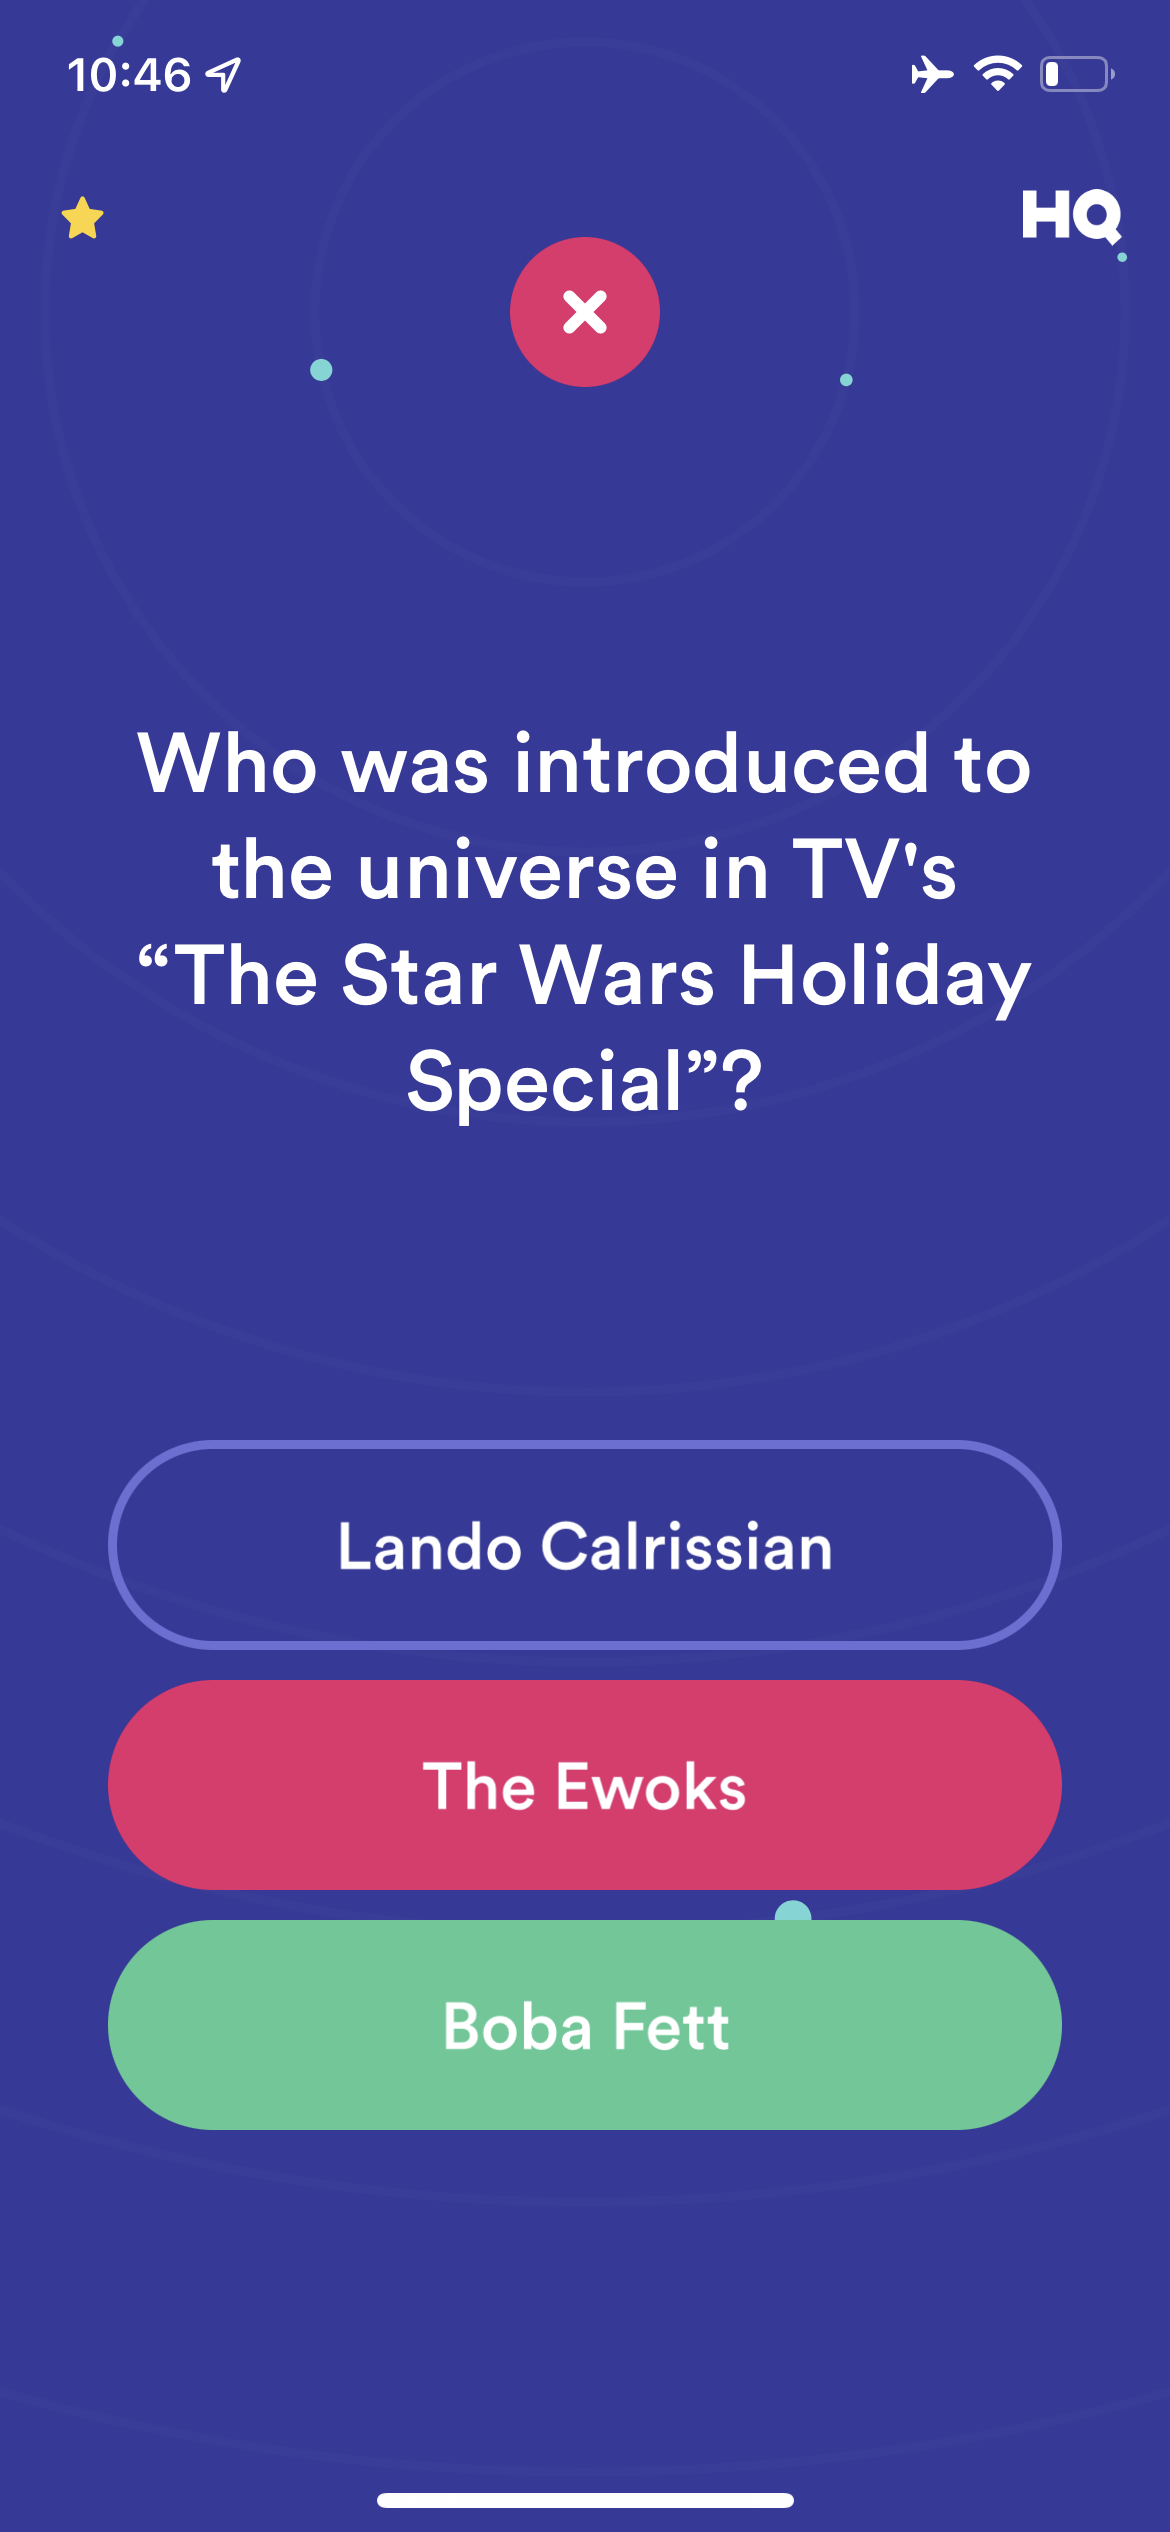 10:46
HQ
Who was introduced to
the universe in TV's
“The Star Wars Holiday
Special”?
Lando Calrissian
The Ewoks
Boba Fett